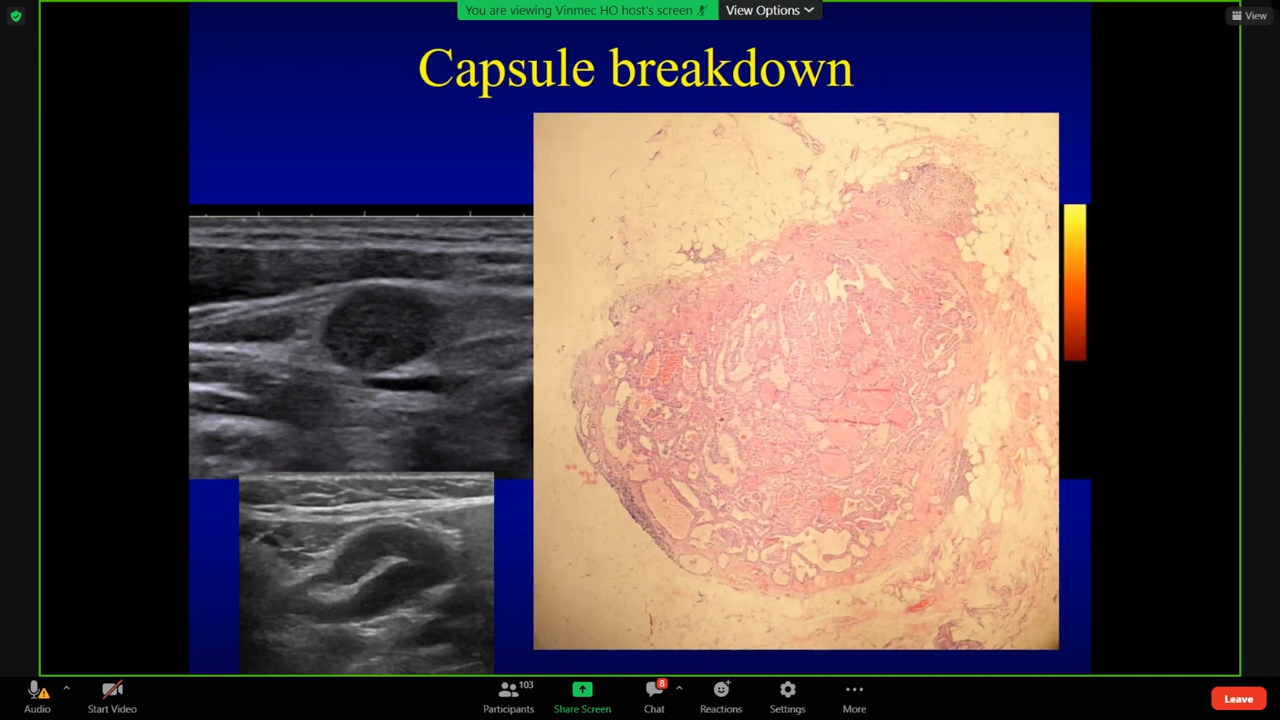 You are viewing Vinmec HO host's screen
View Options
View
Capsule breakdown
Audio
Start Video
Participants
103
Share Screen
Chat
8
Reactions
Settings
More
Leave